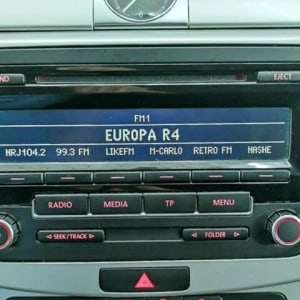 EJECT
FM1
EUROPA R4
NRJ104.2 99.3 FM LIKEFM M-CARLO RETRO FM NASHE
RADIO MEDIA TP MENU
SEEK/TRACK FOLDER